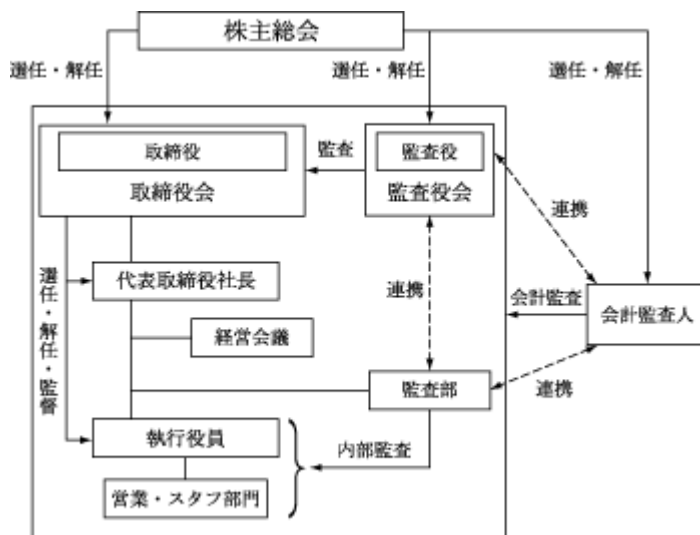 株主総会
選任・解任
選任・解任
選任・解任
取締役
取締役会
監査
監査役
監査役会
連携
選任・解任・監督
代表取締役社長
連携
会計監査
会計監査人
経営会議
監査部
連携
執行役員
内部監査
営業・スタフ部門